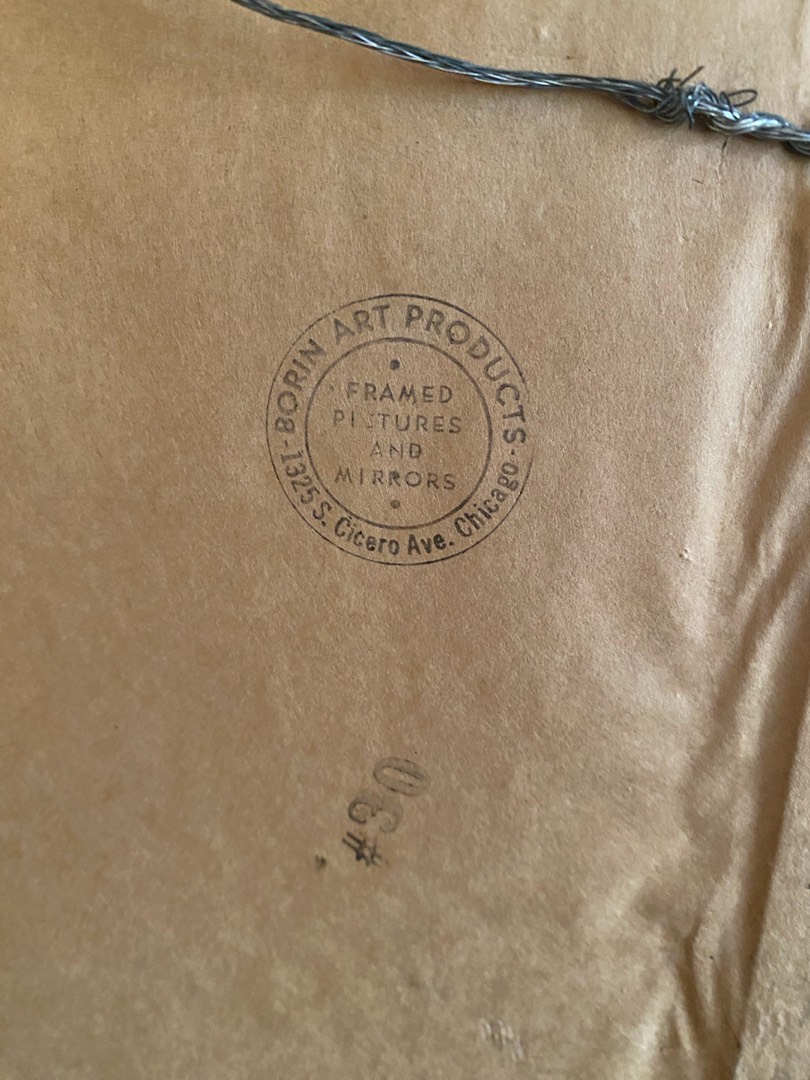 BORIN ART PRODUCTS
FRAMED
PICTURES
AND
MIRRORS
1325 S. Cicero Ave. Chicago
#30